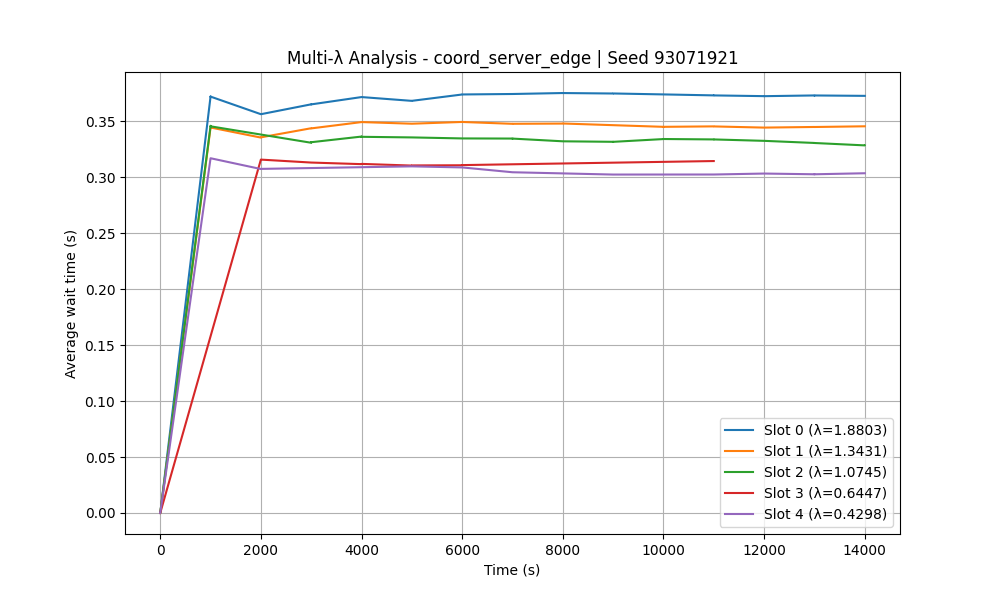 Multi-λ Analysis - coord_server_edge | Seed 93071921
Average wait time (s)
0.35
0.30
0.25
0.20
0.15
0.10
0.05
0.00
Slot 0 (λ=1.8803)
Slot 1 (λ=1.3431)
Slot 2 (λ=1.0745)
Slot 3 (λ=0.6447)
Slot 4 (λ=0.4298)
0 2000 4000 6000 8000 10000 12000 14000
Time (s)